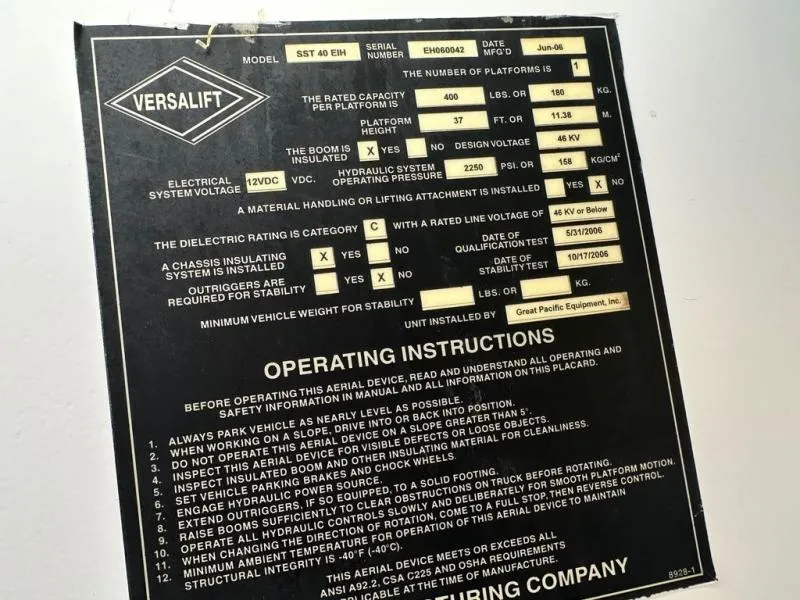 MODEL SST 40 EIH SERIAL NUMBER EH060042 DATE MFG'D Jun-06
THE NUMBER OF PLATFORMS IS 1
VERSALIFT
THE RATED CAPACITY PER PLATFORM IS 400 LBS. OR 180 KG.
PLATFORM HEIGHT 37 FT. OR 11.38 M.
THE BOOM IS INSULATED X YES NO DESIGN VOLTAGE 46 KV
ELECTRICAL SYSTEM VOLTAGE 12VDC VDC. HYDRAULIC SYSTEM OPERATING PRESSURE 2250 PSI. OR 158 KG/CM²
A MATERIAL HANDLING OR LIFTING ATTACHMENT IS INSTALLED YES X NO
THE DIELECTRIC RATING IS CATEGORY C WITH A RATED LINE VOLTAGE OF 46 KV or Below
A CHASSIS INSULATING SYSTEM IS INSTALLED X YES NO DATE OF QUALIFICATION TEST 5/31/2006
OUTRIGGERS ARE REQUIRED FOR STABILITY YES X NO DATE OF STABILITY TEST 10/17/2006
MINIMUM VEHICLE WEIGHT FOR STABILITY LBS. OR KG.
UNIT INSTALLED BY Great Pacific Equipment, Inc.
OPERATING INSTRUCTIONS
BEFORE OPERATING THIS AERIAL DEVICE, READ AND UNDERSTAND ALL OPERATING AND
SAFETY INFORMATION IN MANUAL AND ALL INFORMATION ON THIS PLACARD.
1. ALWAYS PARK VEHICLE AS NEARLY LEVEL AS POSSIBLE.
2. WHEN WORKING ON A SLOPE, DRIVE INTO OR BACK INTO POSITION.
3. DO NOT OPERATE THIS AERIAL DEVICE ON A SLOPE GREATER THAN 5°.
4. INSPECT THIS AERIAL DEVICE FOR VISIBLE DEFECTS OR LOOSE OBJECTS.
5. INSPECT INSULATED BOOM AND OTHER INSULATING MATERIAL FOR CLEANLINESS.
6. SET VEHICLE PARKING BRAKES AND CHOCK WHEELS.
7. ENGAGE HYDRAULIC POWER SOURCE.
8. EXTEND OUTRIGGERS, IF SO EQUIPPED, TO A SOLID FOOTING.
9. RAISE BOOMS SUFFICIENTLY TO CLEAR OBSTRUCTIONS ON TRUCK BEFORE ROTATING.
10. OPERATE ALL HYDRAULIC CONTROLS SLOWLY AND DELIBERATELY FOR SMOOTH PLATFORM MOTION.
11. WHEN CHANGING THE DIRECTION OF ROTATION, COME TO A FULL STOP, THEN REVERSE CONTROL.
12. MINIMUM AMBIENT TEMPERATURE FOR OPERATION OF THIS AERIAL DEVICE TO MAINTAIN
STRUCTURAL INTEGRITY IS -40°F (-40°C).
THIS AERIAL DEVICE MEETS OR EXCEEDS ALL
ANSI A92.2, CSA C225 AND OSHA REQUIREMENTS
APPLICABLE AT THE TIME OF MANUFACTURE.
TURING COMPANY
8928-1